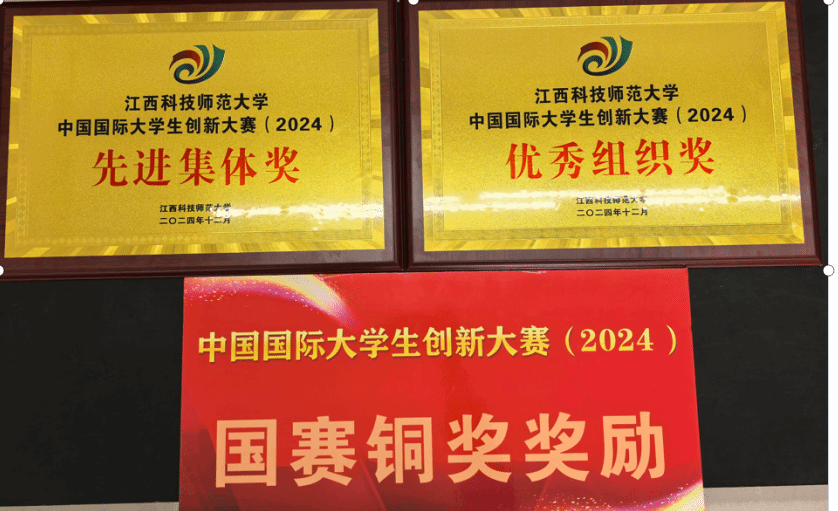 江西科技师范大学
中国国际大学生创新大赛（2024）
先进集体奖
江西科技师范大学
二〇二四年十二月
江西科技师范大学
中国国际大学生创新大赛（2024）
优秀组织奖
江西科技师范大学
二〇二四年十二月
中国国际大学生创新大赛（2024）
国赛铜奖奖励